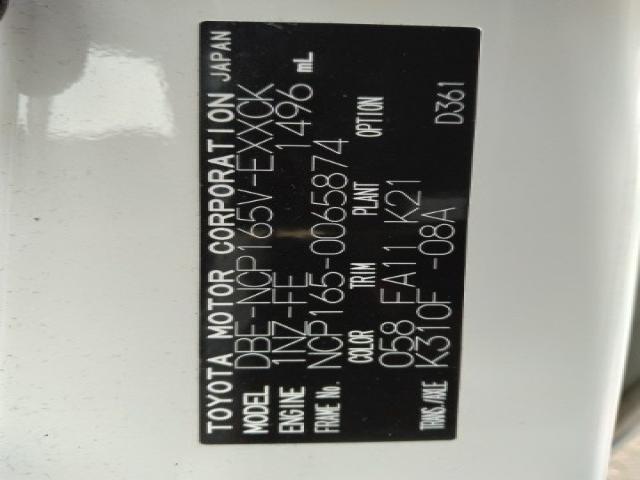 TOYOTA MOTOR CORPORATION JAPAN
MODEL DBE-NCP165V-EXXCK
ENGINE 1NZ-FE 1496 mL
FRAME No. NCP165-0065874
COLOR TRIM PLANT OPTION
058 FA11 K21
TRANS./AXLE K310F -08A D361